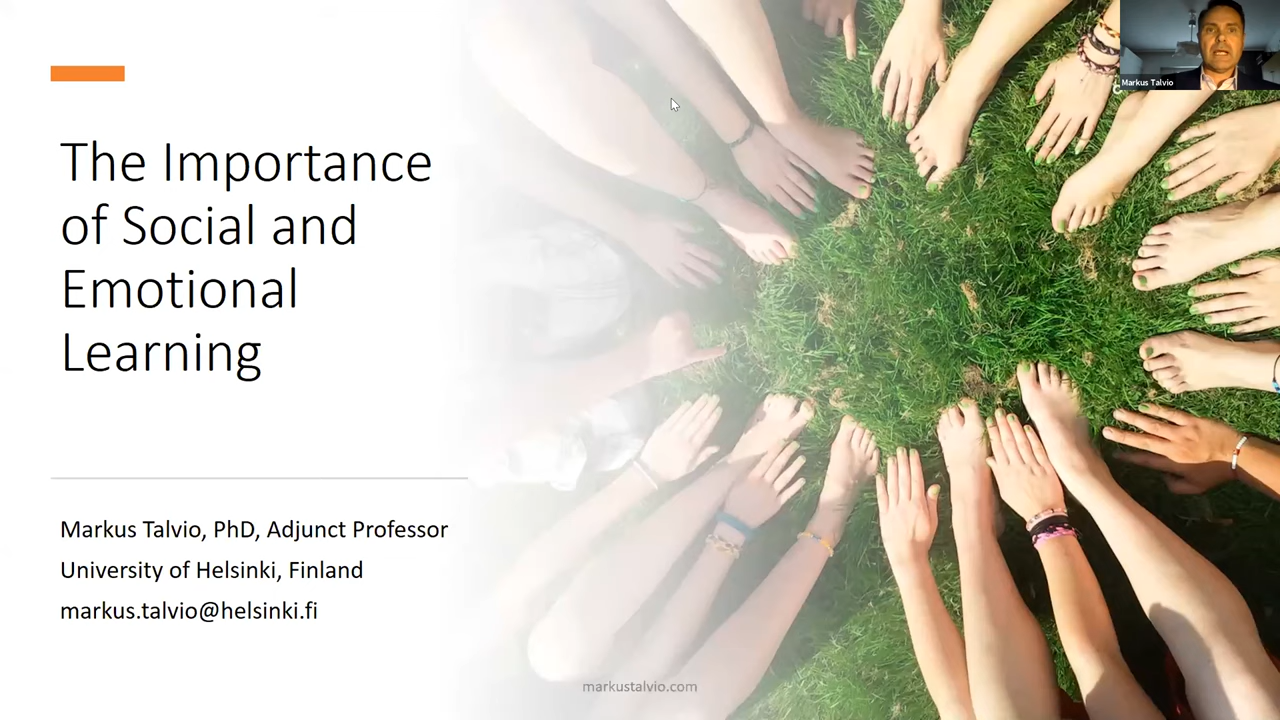 Markus Talvio
The Importance
of Social and
Emotional
Learning
Markus Talvio, PhD, Adjunct Professor
University of Helsinki, Finland
markus.talvio@helsinki.fi
markustalvio.com